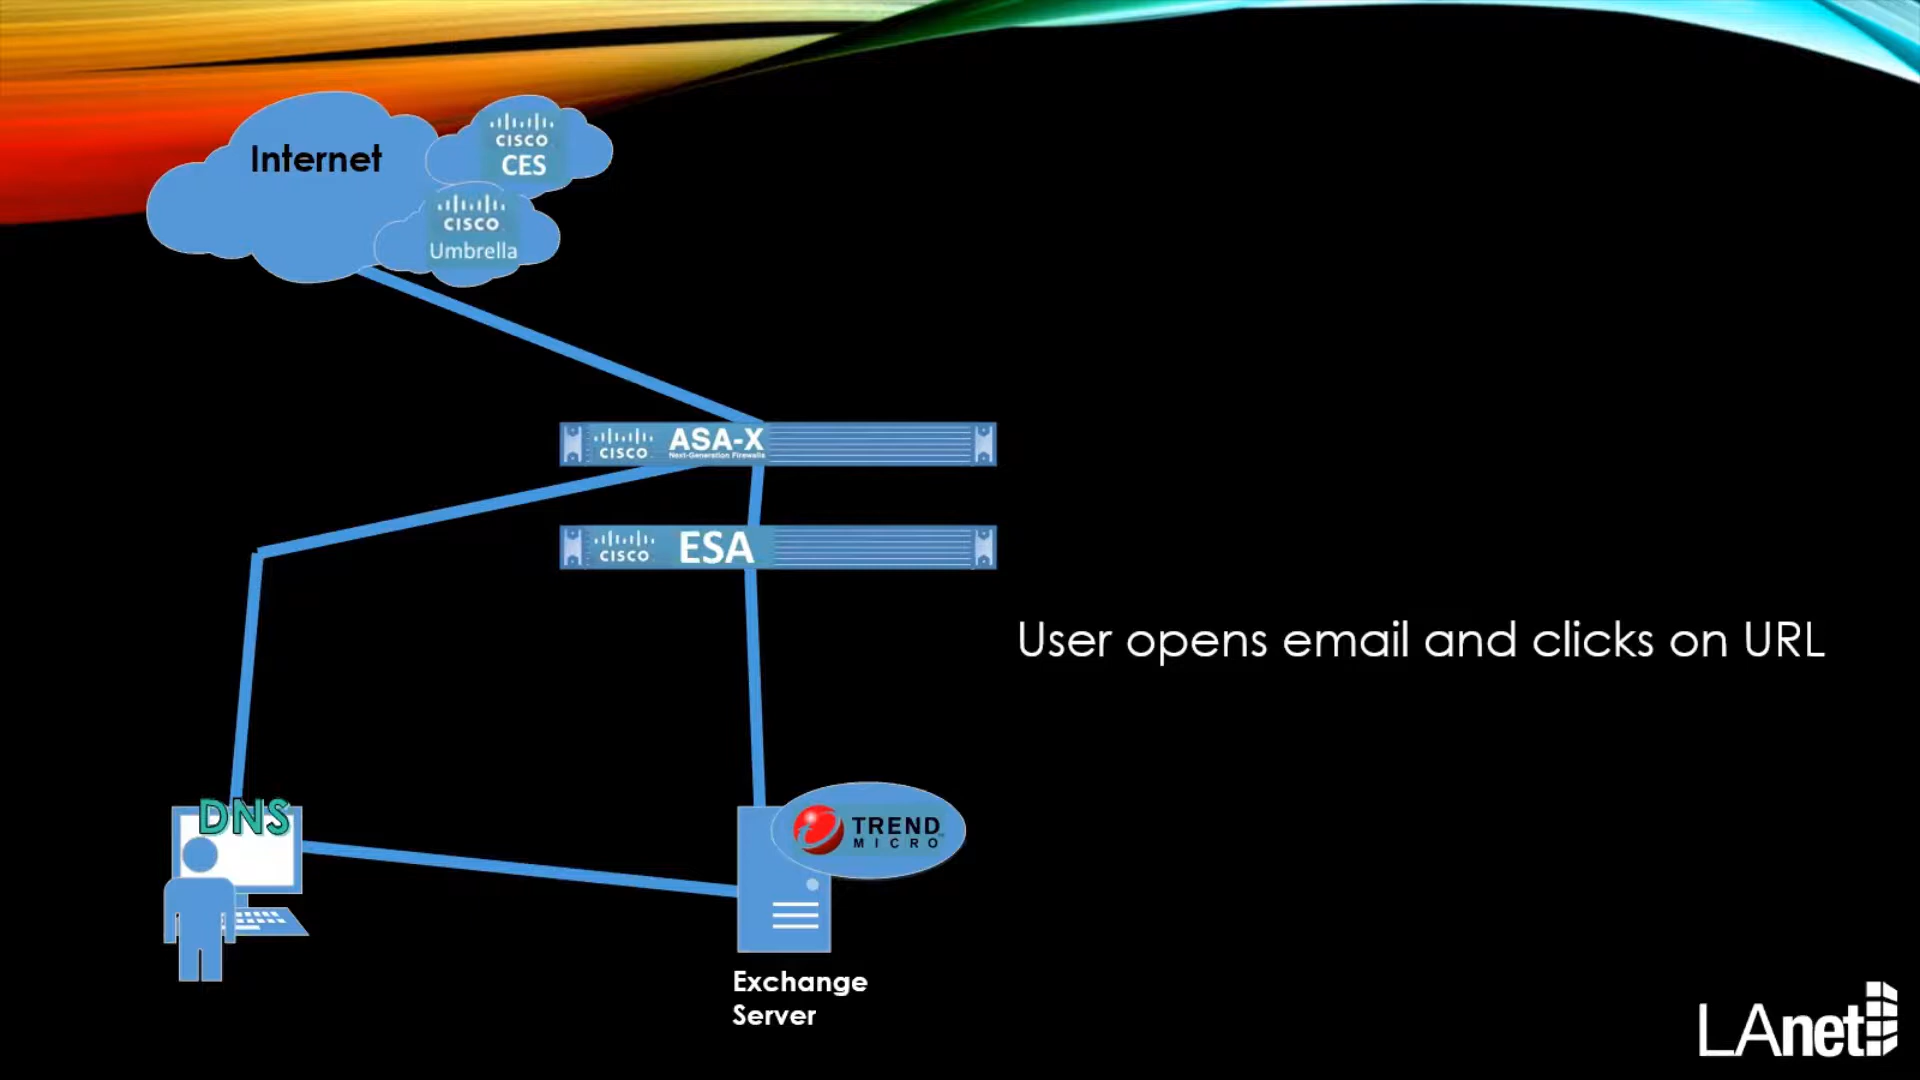 Internet
CISCO
CES
CISCO
Umbrella
CISCO
ASA-X
Next-Generation Firewalls
CISCO
ESA
User opens email and clicks on URL
DNS
TREND
MICRO
Exchange
Server
LAnet